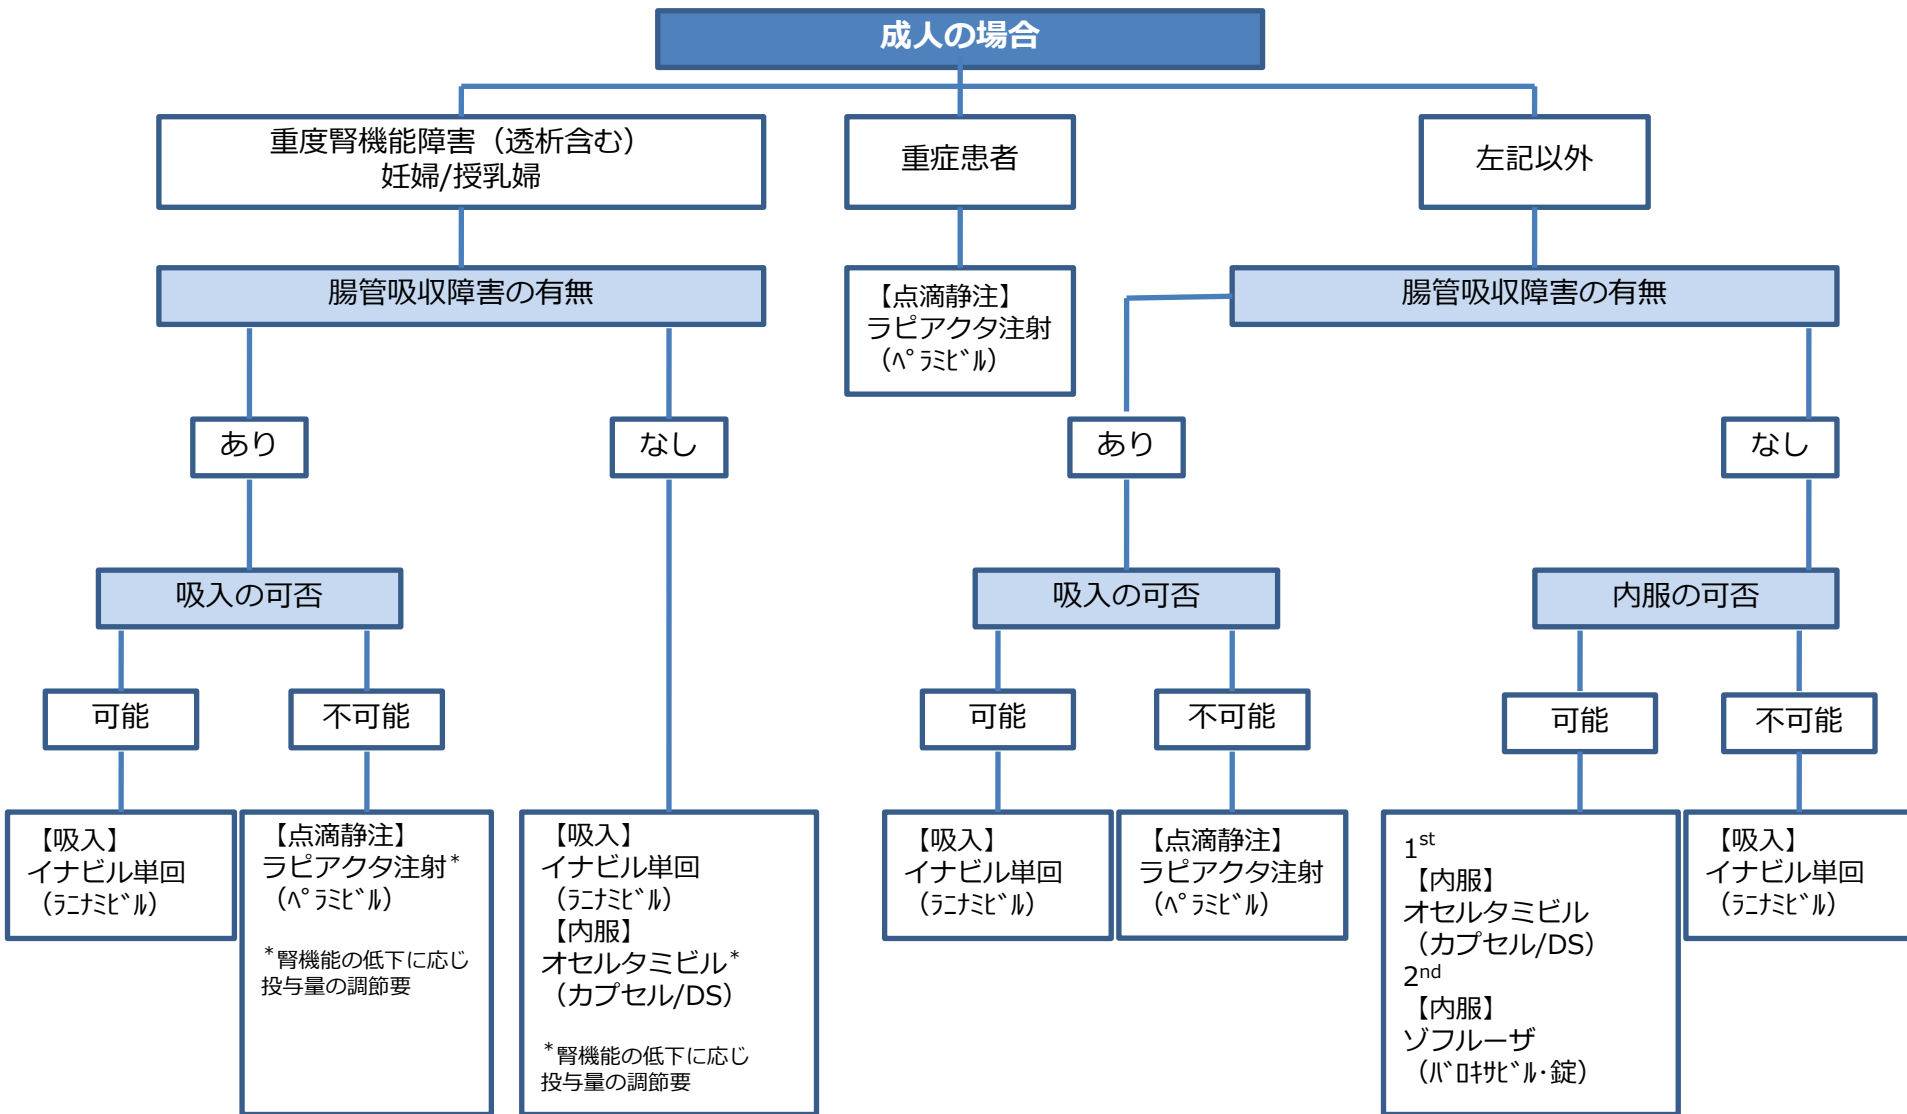 成人の場合
重度腎機能障害（透析含む）
妊婦/授乳婦
重症患者
左記以外
腸管吸収障害の有無
【点滴静注】
ラピアクタ注射
（ﾍﾟﾗﾐﾋﾞﾙ）
腸管吸収障害の有無
あり
なし
あり
なし
吸入の可否
吸入の可否
内服の可否
可能
不可能
可能
不可能
可能
不可能
【吸入】
イナビル単回
（ﾗﾆﾅﾐﾋﾞﾙ）
【点滴静注】
ラピアクタ注射*
（ﾍﾟﾗﾐﾋﾞﾙ）
*腎機能の低下に応じ
投与量の調節要
【吸入】
イナビル単回
（ﾗﾆﾅﾐﾋﾞﾙ）
【内服】
オセルタミビル*
（カプセル/DS）
*腎機能の低下に応じ
投与量の調節要
【吸入】
イナビル単回
（ﾗﾆﾅﾐﾋﾞﾙ）
【点滴静注】
ラピアクタ注射
（ﾍﾟﾗﾐﾋﾞﾙ）
1st
【内服】
オセルタミビル
（カプセル/DS）
2nd
【内服】
ゾフルーザ
（ﾊﾞﾛｷｻﾋﾞﾙ･錠）
【吸入】
イナビル単回
（ﾗﾆﾅﾐﾋﾞﾙ）